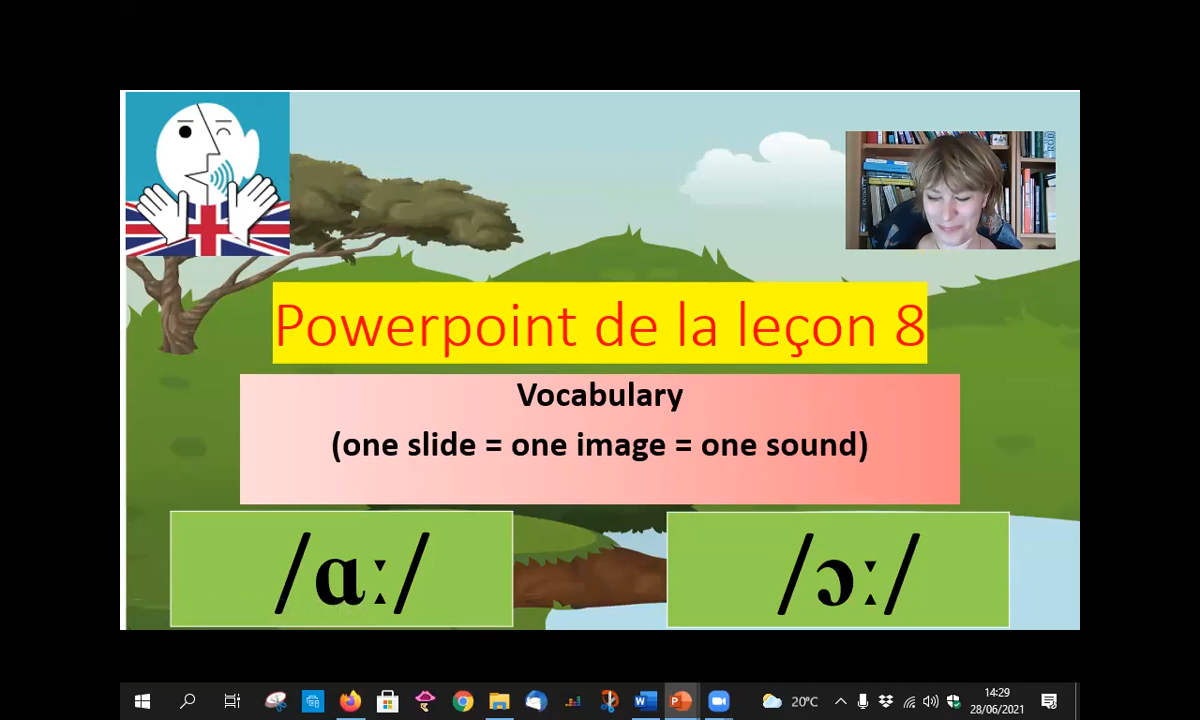 Powerpoint de la leçon 8
Vocabulary
(one slide = one image = one sound)
/ɑː/
/ɔː/
20°C
14:29
28/06/2021